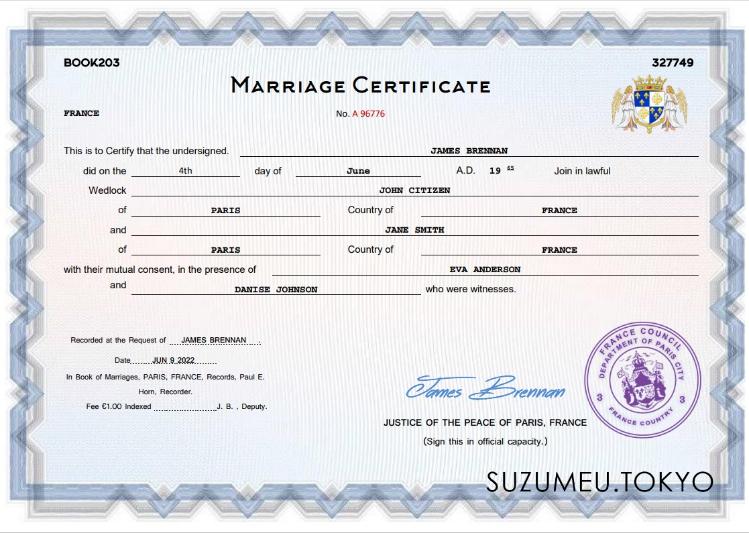 BOOK203 327749
MARRIAGE CERTIFICATE
FRANCE No. A 96776
This is to Certify that the undersigned. JAMES BRENNAN
did on the 4th day of June A.D. 19 65 Join in lawful
Wedlock JOHN CITIZEN
of PARIS Country of FRANCE
and JANE SMITH
of PARIS Country of FRANCE
with their mutual consent, in the presence of EVA ANDERSON
and DANISE JOHNSON who were witnesses.
Recorded at the Request of JAMES BRENNAN
Date JUN 9 2022
In Book of Marriages, PARIS, FRANCE, Records, Paul E.
Horn, Recorder.
Fee €1.00 Indexed J. B. , Deputy.
James Brennan
JUSTICE OF THE PEACE OF PARIS, FRANCE
(Sign this in official capacity.)
FRANCE COUNCIL
DEPARTMENT OF PARIS CITY
3 3
FRANCE COUNTRY
SUZUMEU.TOKYO